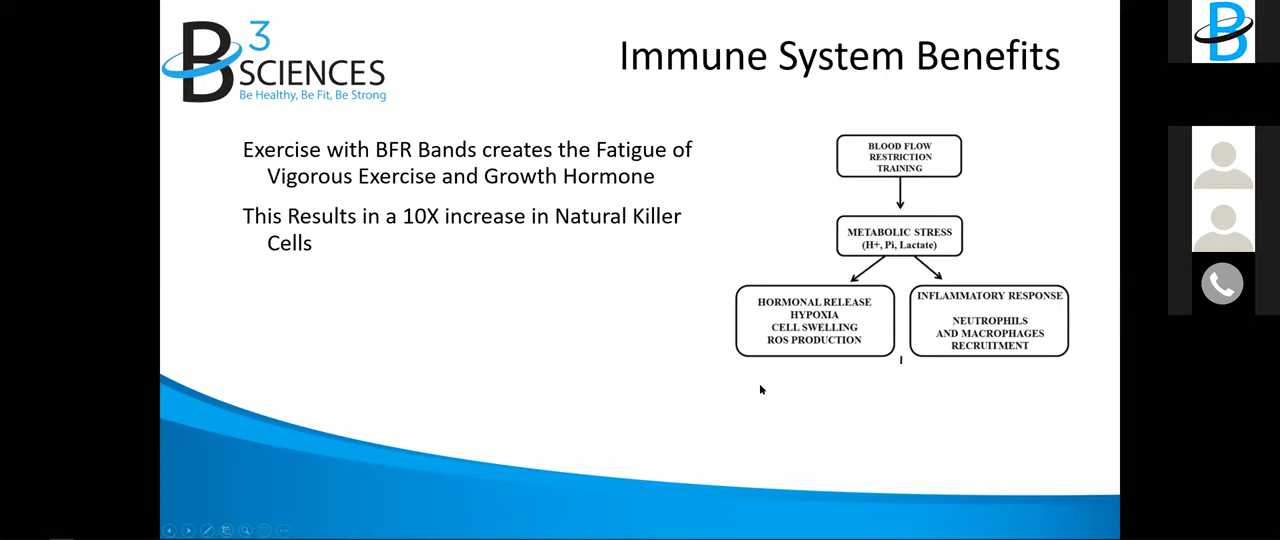 B3 SCIENCES
Be Healthy, Be Fit, Be Strong
Immune System Benefits
Exercise with BFR Bands creates the Fatigue of
Vigorous Exercise and Growth Hormone
This Results in a 10X increase in Natural Killer
Cells
BLOOD FLOW
RESTRICTION
TRAINING
METABOLIC STRESS
(H+, Pi, Lactate)
HORMONAL RELEASE
HYPOXIA
CELL SWELLING
ROS PRODUCTION
INFLAMMATORY RESPONSE
NEUTROPHILS
AND MACROPHAGES
RECRUITMENT
B